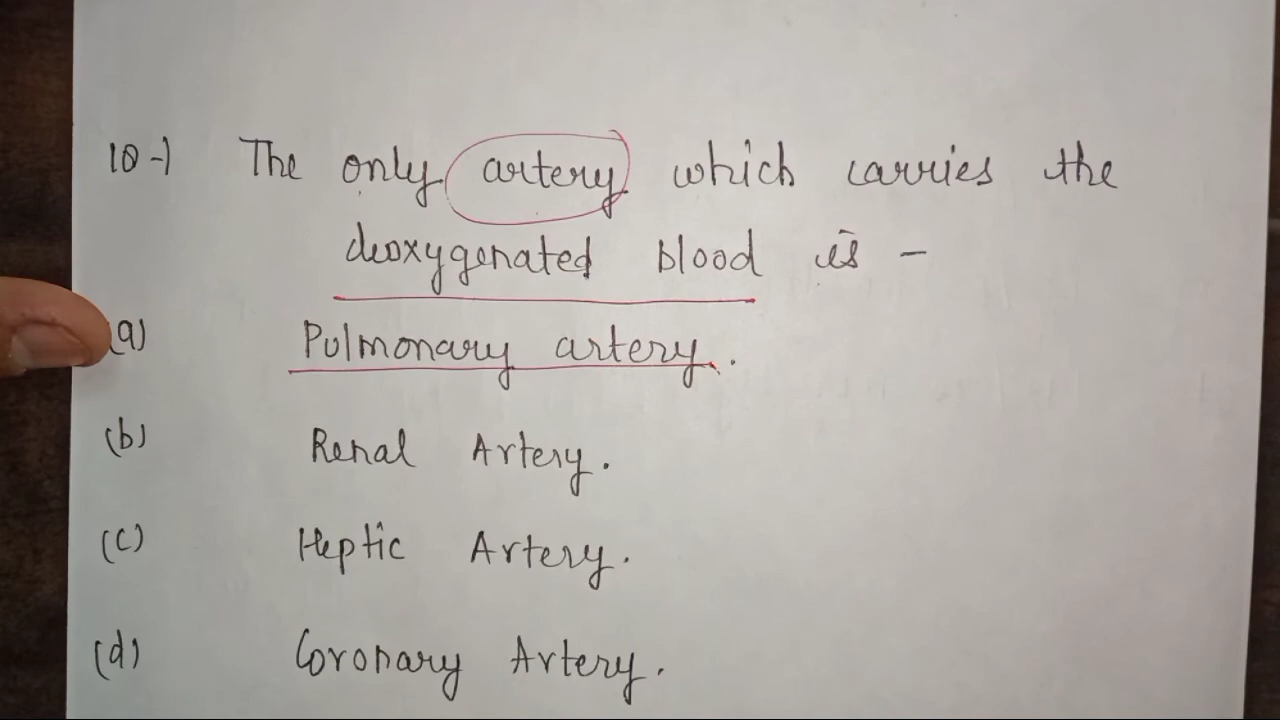 10-) The only artery which carries the
deoxygenated blood is -
(a) Pulmonary artery.
(b) Renal Artery.
(c) Heptic Artery.
(d) Coronary Artery.